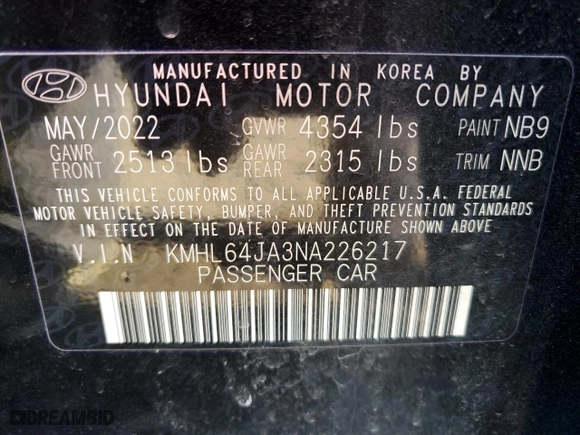 MANUFACTURED IN KOREA BY
HYUNDAI MOTOR COMPANY
MAY/2022 GVWR 4354 lbs PAINT NB9
GAWR FRONT 2513 lbs GAWR REAR 2315 lbs TRIM NNB
THIS VEHICLE CONFORMS TO ALL APPLICABLE U.S.A. FEDERAL
MOTOR VEHICLE SAFETY, BUMPER, AND THEFT PREVENTION STANDARDS
IN EFFECT ON THE DATE OF MANUFACTURE SHOWN ABOVE
V.I.N KMHL64JA3NA226217
PASSENGER CAR
DREAMBID